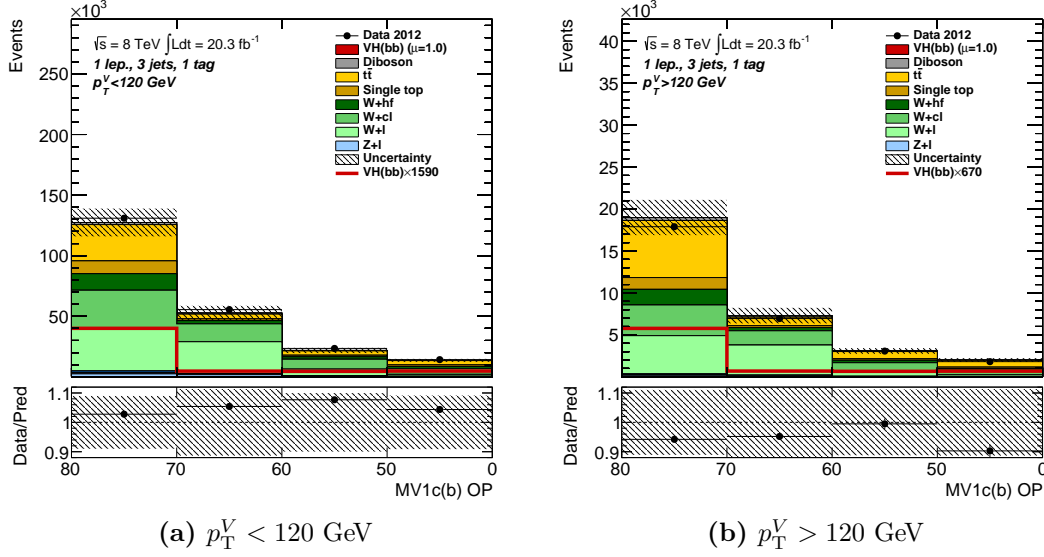 ×10³
Events
250
200
150
100
50
√s = 8 TeV ∫Ldt = 20.3 fb⁻¹
1 lep., 3 jets, 1 tag
p_T^V<120 GeV
Data 2012
VH(bb) (μ=1.0)
Diboson
tt̄
Single top
W+hf
W+cl
W+l
Z+l
Uncertainty
VH(bb)×1590
Data/Pred
1.1
1
0.9
80 70 60 50 0
MV1c(b) OP
(a) p_T^V < 120 GeV
×10³
Events
40
35
30
25
20
15
10
5
√s = 8 TeV ∫Ldt = 20.3 fb⁻¹
1 lep., 3 jets, 1 tag
p_T^V>120 GeV
Data 2012
VH(bb) (μ=1.0)
Diboson
tt̄
Single top
W+hf
W+cl
W+l
Z+l
Uncertainty
VH(bb)×670
Data/Pred
1.1
1
0.9
80 70 60 50 0
MV1c(b) OP
(b) p_T^V > 120 GeV